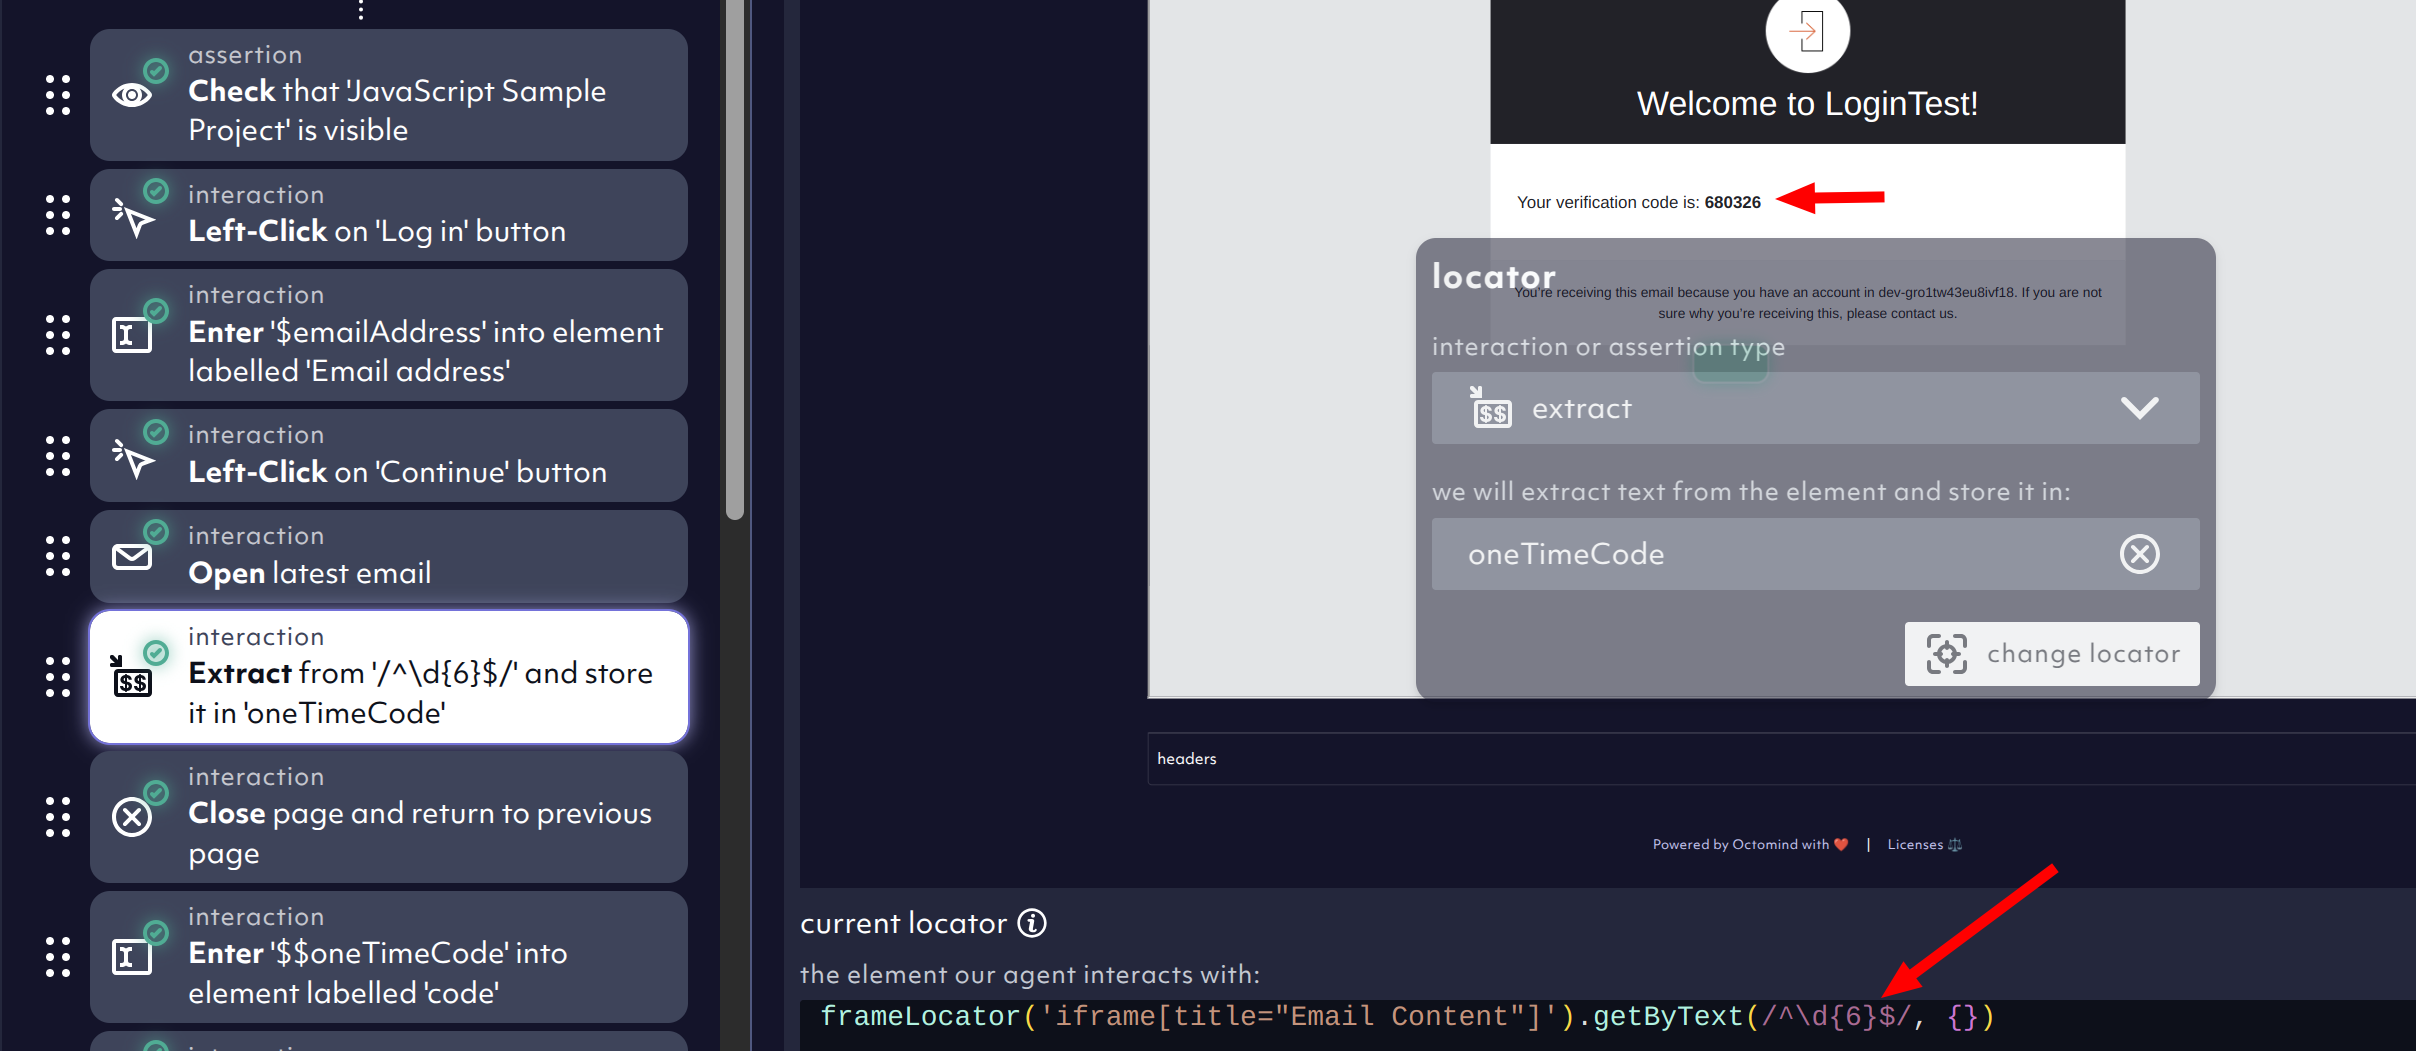 assertion
Check that 'JavaScript Sample
Project' is visible
interaction
Left-Click on 'Log in' button
interaction
Enter '$emailAddress' into element
labelled 'Email address'
interaction
Left-Click on 'Continue' button
interaction
Open latest email
interaction
$$
Extract from '/^\d{6}$/' and store
it in 'oneTimeCode'
interaction
Close page and return to previous
page
interaction
Enter '$$oneTimeCode' into
element labelled 'code'
Welcome to LoginTest!
Your verification code is: 680326
locator
You're receiving this email because you have an account in dev-gro1tw43eu8ivf18. If you are not
sure why you're receiving this, please contact us.
interaction or assertion type
$$ extract
we will extract text from the element and store it in:
oneTimeCode
change locator
headers
Powered by Octomind with ❤️ | Licenses ⚖️
current locator
the element our agent interacts with:
frameLocator('iframe[title="Email Content"]').getByText(/^\d{6}$/, {})